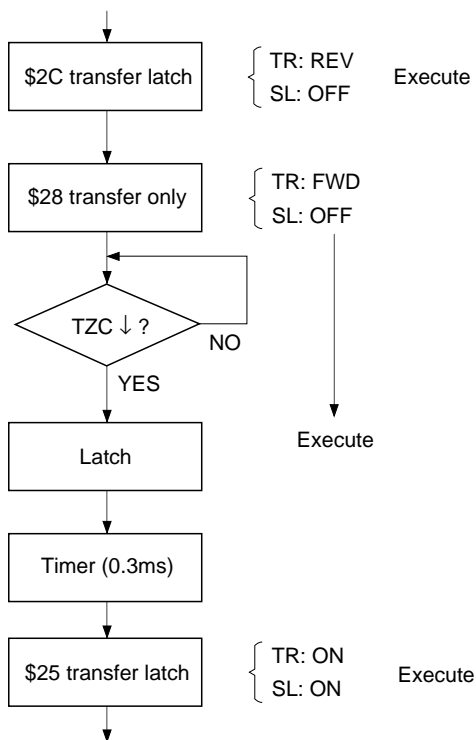 $2C transfer latch
TR: REV
SL: OFF
Execute
$28 transfer only
TR: FWD
SL: OFF
TZC ↓ ?
NO
YES
Execute
Latch
Timer (0.3ms)
$25 transfer latch
TR: ON
SL: ON
Execute